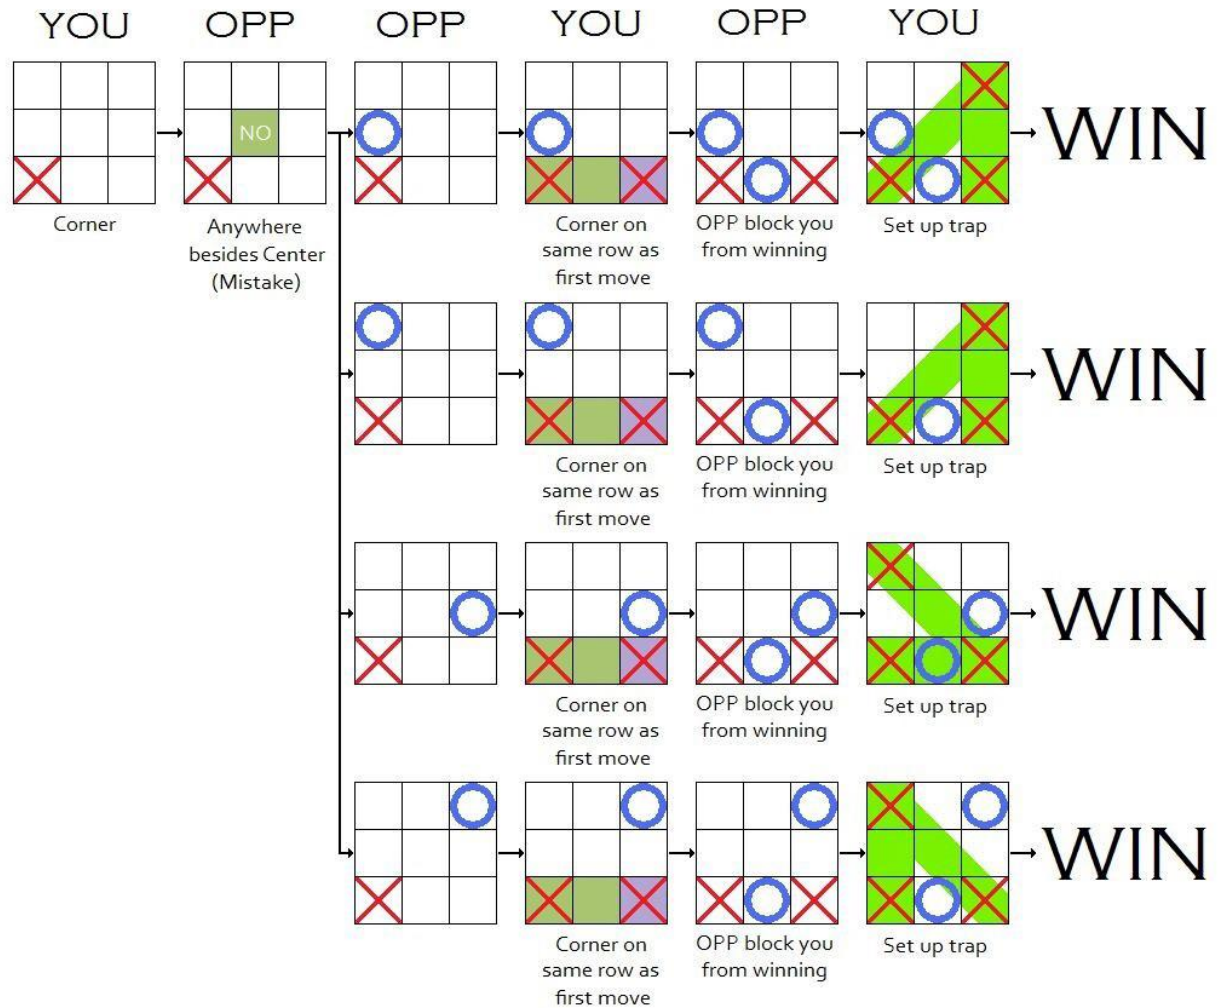 YOU
OPP
OPP
YOU
OPP
YOU
NO
WIN
Corner
Anywhere
besides Center
(Mistake)
Corner on
same row as
first move
OPP block you
from winning
Set up trap
WIN
Corner on
same row as
first move
OPP block you
from winning
Set up trap
WIN
Corner on
same row as
first move
OPP block you
from winning
Set up trap
WIN
Corner on
same row as
first move
OPP block you
from winning
Set up trap